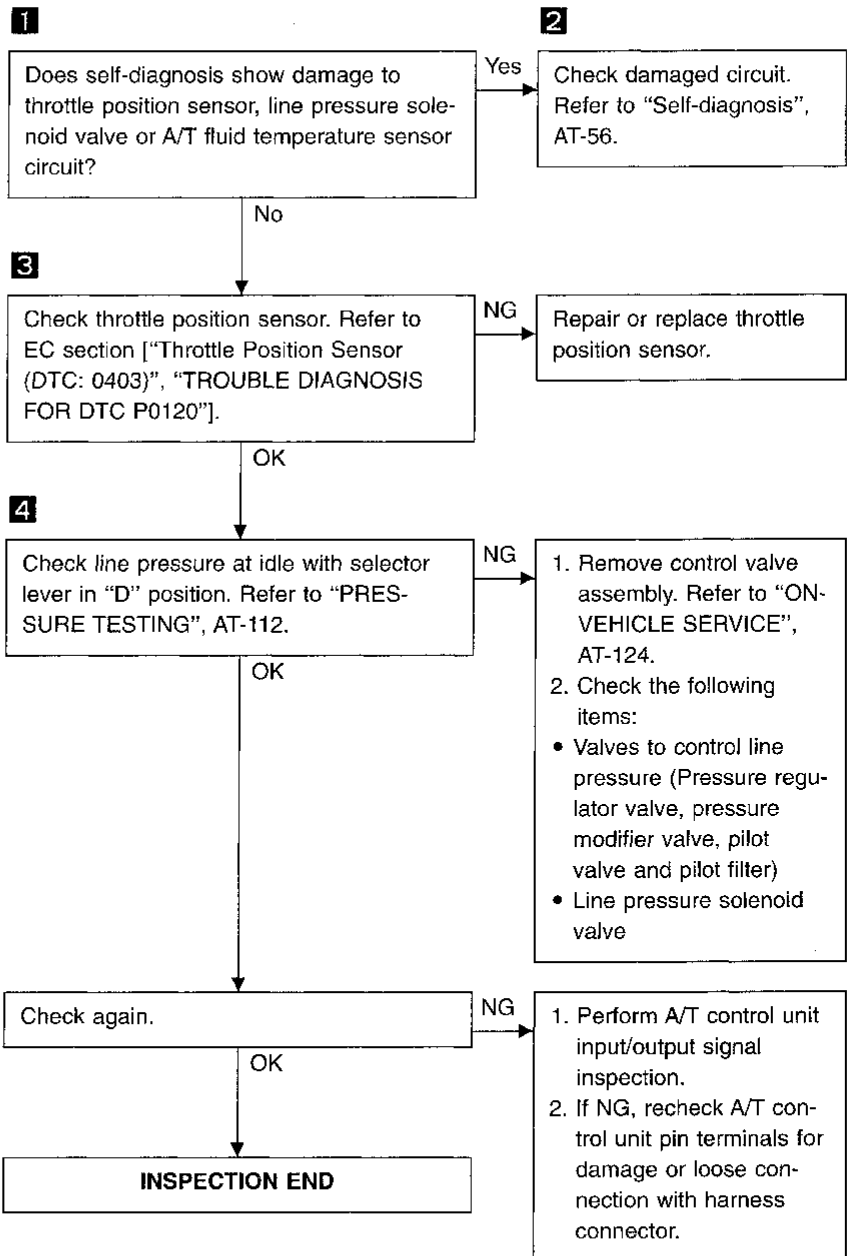 1
2
Does self-diagnosis show damage to
throttle position sensor, line pressure sole-
noid valve or A/T fluid temperature sensor
circuit?
Yes
Check damaged circuit.
Refer to “Self-diagnosis”,
AT-56.
No
3
Check throttle position sensor. Refer to
EC section [“Throttle Position Sensor
(DTC: 0403)”, “TROUBLE DIAGNOSIS
FOR DTC P0120”].
NG
Repair or replace throttle
position sensor.
OK
4
Check line pressure at idle with selector
lever in “D” position. Refer to “PRES-
SURE TESTING”, AT-112.
NG
1. Remove control valve
assembly. Refer to “ON-
VEHICLE SERVICE”,
AT-124.
2. Check the following
items:
• Valves to control line
pressure (Pressure regu-
lator valve, pressure
modifier valve, pilot
valve and pilot filter)
• Line pressure solenoid
valve
OK
Check again.
NG
1. Perform A/T control unit
input/output signal
inspection.
2. If NG, recheck A/T con-
trol unit pin terminals for
damage or loose con-
nection with harness
connector.
OK
INSPECTION END